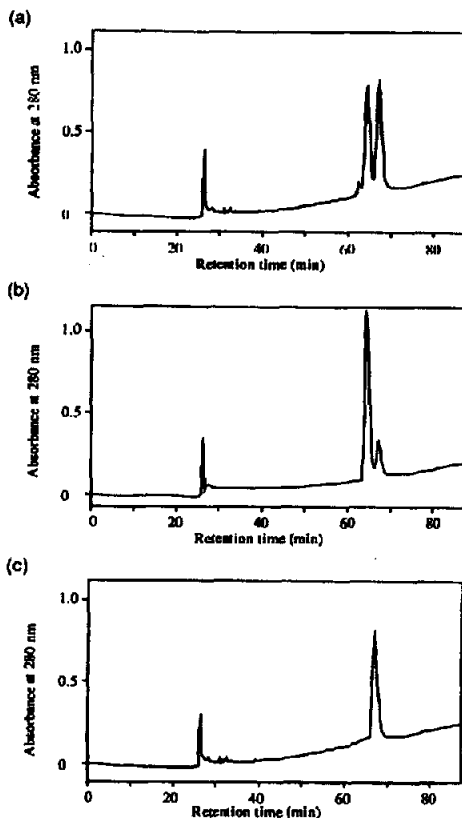 (a)
1.0
0.5
0
Absorbance at 280 nm
0 20 40 60 80
Retention time (min)
(b)
1.0
0.5
0
Absorbance at 280 nm
0 20 40 60 80
Retention time (min)
(c)
1.0
0.5
0
Absorbance at 280 nm
0 20 40 60 80
Retention time (min)